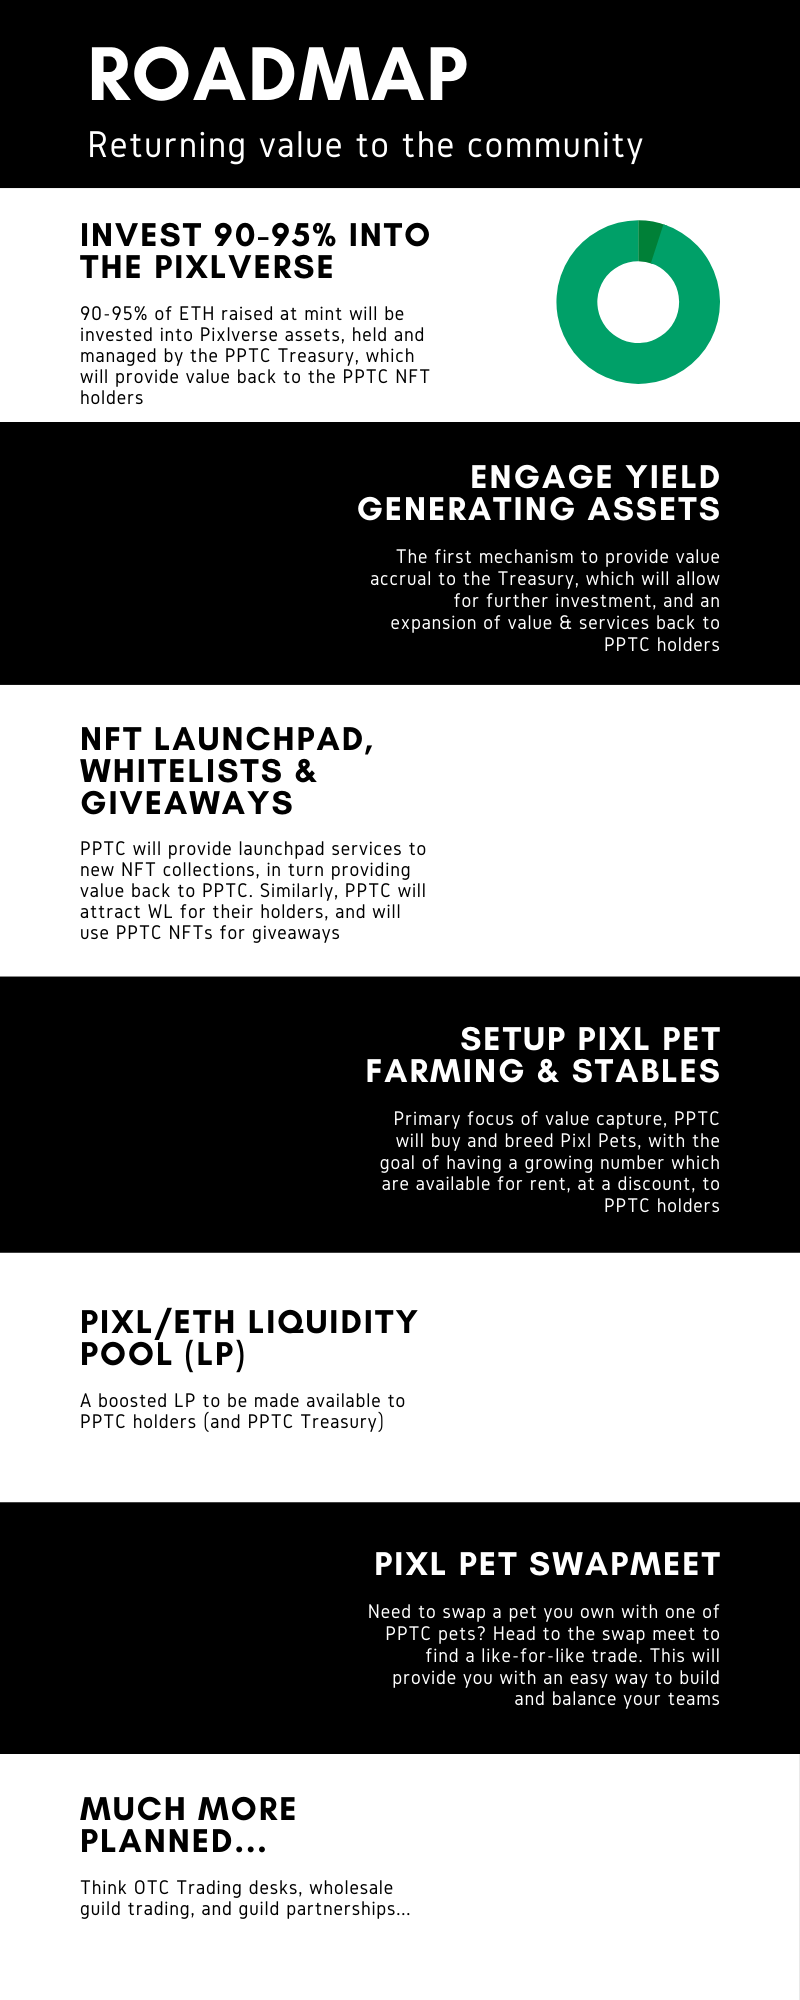 ROADMAP
Returning value to the community
INVEST 90-95% INTO
THE PIXLVERSE
90-95% of ETH raised at mint will be
invested into Pixlverse assets, held and
managed by the PPTC Treasury, which
will provide value back to the PPTC NFT
holders
ENGAGE YIELD
GENERATING ASSETS
The first mechanism to provide value
accrual to the Treasury, which will allow
for further investment, and an
expansion of value & services back to
PPTC holders
NFT LAUNCHPAD,
WHITELISTS &
GIVEAWAYS
PPTC will provide launchpad services to
new NFT collections, in turn providing
value back to PPTC. Similarly, PPTC will
attract WL for their holders, and will
use PPTC NFTs for giveaways
SETUP PIXL PET
FARMING & STABLES
Primary focus of value capture, PPTC
will buy and breed Pixl Pets, with the
goal of having a growing number which
are available for rent, at a discount, to
PPTC holders
PIXL/ETH LIQUIDITY
POOL (LP)
A boosted LP to be made available to
PPTC holders (and PPTC Treasury)
PIXL PET SWAPMEET
Need to swap a pet you own with one of
PPTC pets? Head to the swap meet to
find a like-for-like trade. This will
provide you with an easy way to build
and balance your teams
MUCH MORE
PLANNED...
Think OTC Trading desks, wholesale
guild trading, and guild partnerships...